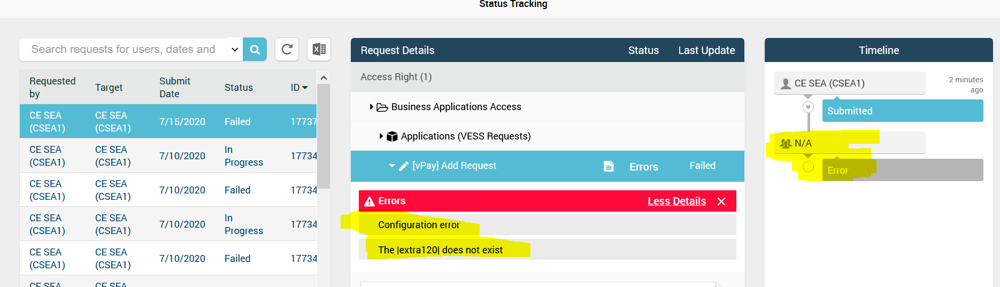 Status Tracking
Search requests for users, dates and
Requested by
Target
Submit Date
Status
ID
CE SEA (CSEA1)
CE SEA (CSEA1)
7/15/2020
Failed
17737
CE SEA (CSEA1)
CE SEA (CSEA1)
7/10/2020
In Progress
17734
CE SEA (CSEA1)
CE SEA (CSEA1)
7/10/2020
Failed
17734
CE SEA (CSEA1)
CE SEA (CSEA1)
7/10/2020
In Progress
17734
CE SEA (CSEA1)
CE SEA (CSEA1)
7/10/2020
Failed
17734
CE SEA
CE SEA
Request Details
Status
Last Update
Access Right (1)
Business Applications Access
Applications (VESS Requests)
[vPay] Add Request
Errors
Failed
Errors
Less Details
Configuration error
The |extra120| does not exist
Timeline
CE SEA (CSEA1)
2 minutes ago
Submitted
N/A
Error